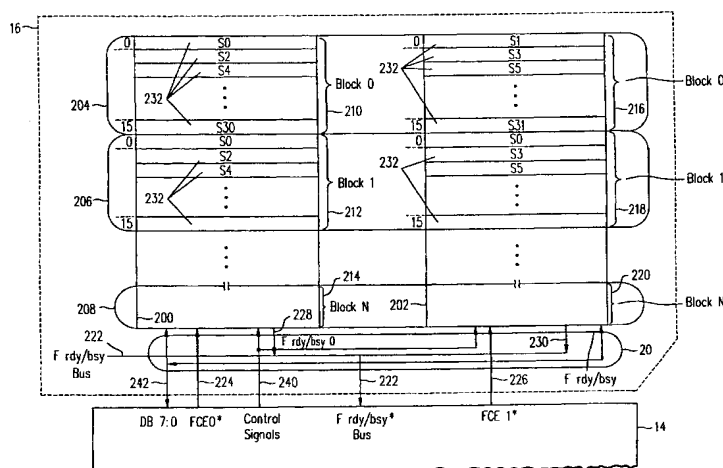 16
0 S0 0 S1
S2 S3
S4 232 S5
232 Block 0 Block 0
204 210 216
15 S30 15 S31
0 S0 0 S0
S2 232 S3
S4 S5
232 Block 1 Block 1
206 212 218
15 15
214 220
208 200 Block N 202 Block N
228 230
222 F rdy/bsy 0 20
F rdy/bsy F rdy/bsy
Bus
242 224 240 222 226
DB 7:0 FCE0* Control F rdy/bsy* FCE 1* 14
Signals Bus